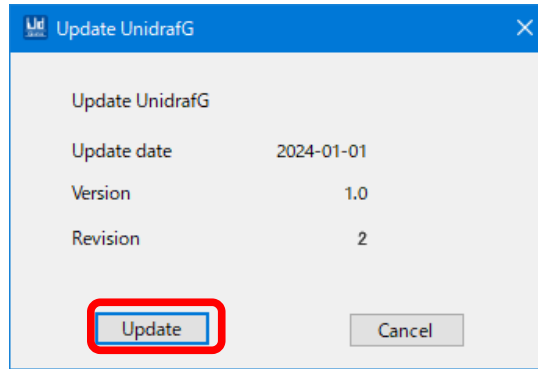 Update UnidrafG
Update UnidrafG
Update date 2024-01-01
Version 1.0
Revision 2
Update Cancel